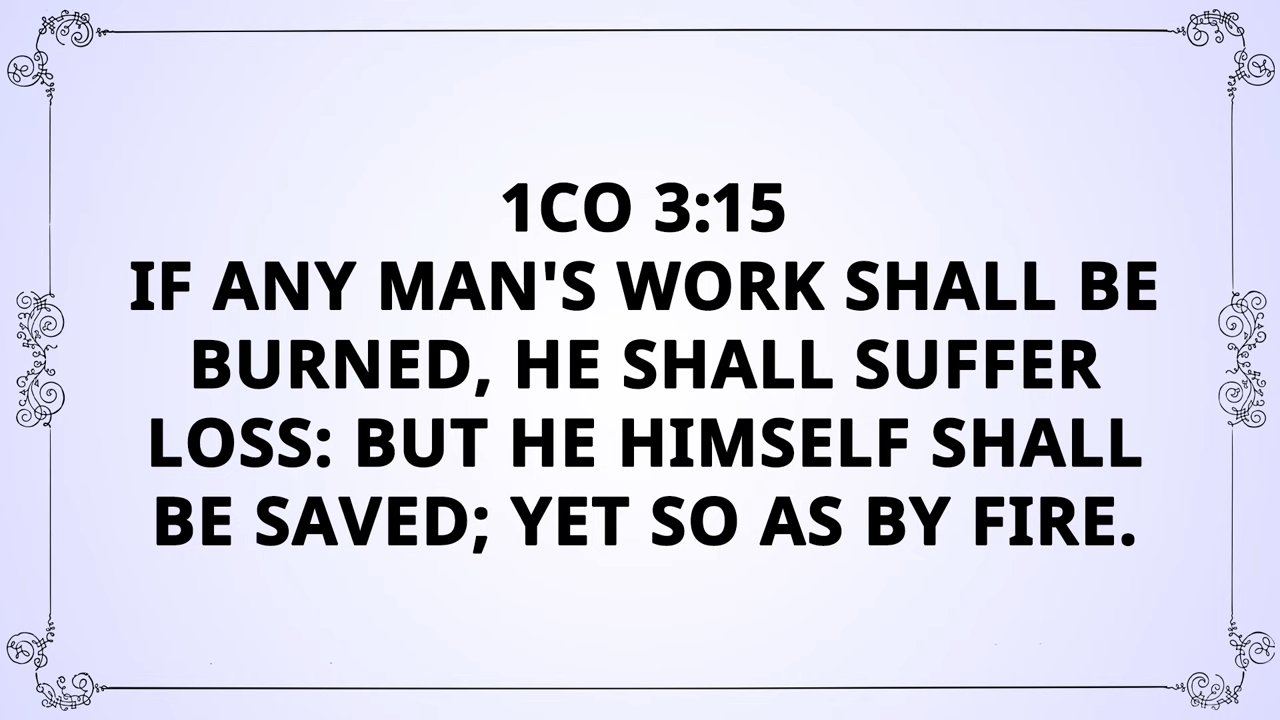 1CO 3:15
IF ANY MAN'S WORK SHALL BE
BURNED, HE SHALL SUFFER
LOSS: BUT HE HIMSELF SHALL
BE SAVED; YET SO AS BY FIRE.